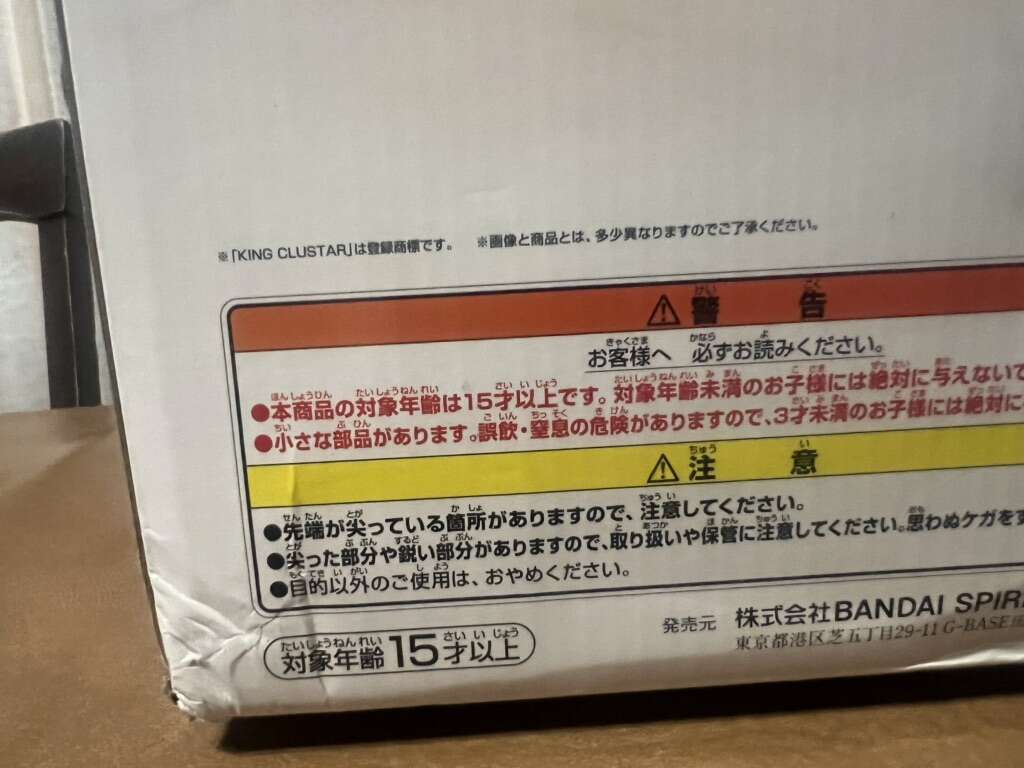 ※「KING CLUSTAR」は登録商標です。 ※画像と商品とは、多少異なりますのでご了承ください。
⚠警告
お客様へ 必ずお読みください。
●本商品の対象年齢は15才以上です。対象年齢未満のお子様には絶対に与えないで
●小さな部品があります。誤飲・窒息の危険がありますので、3才未満のお子様には絶対に
⚠注意
●先端が尖っている箇所がありますので、注意してください。
●尖った部分や鋭い部分がありますので、取り扱いや保管に注意してください。思わぬケガをす
●目的以外のご使用は、おやめください。
対象年齢15才以上
発売元 株式会社BANDAI SPIR
東京都港区芝五丁目29-11 G-BASE